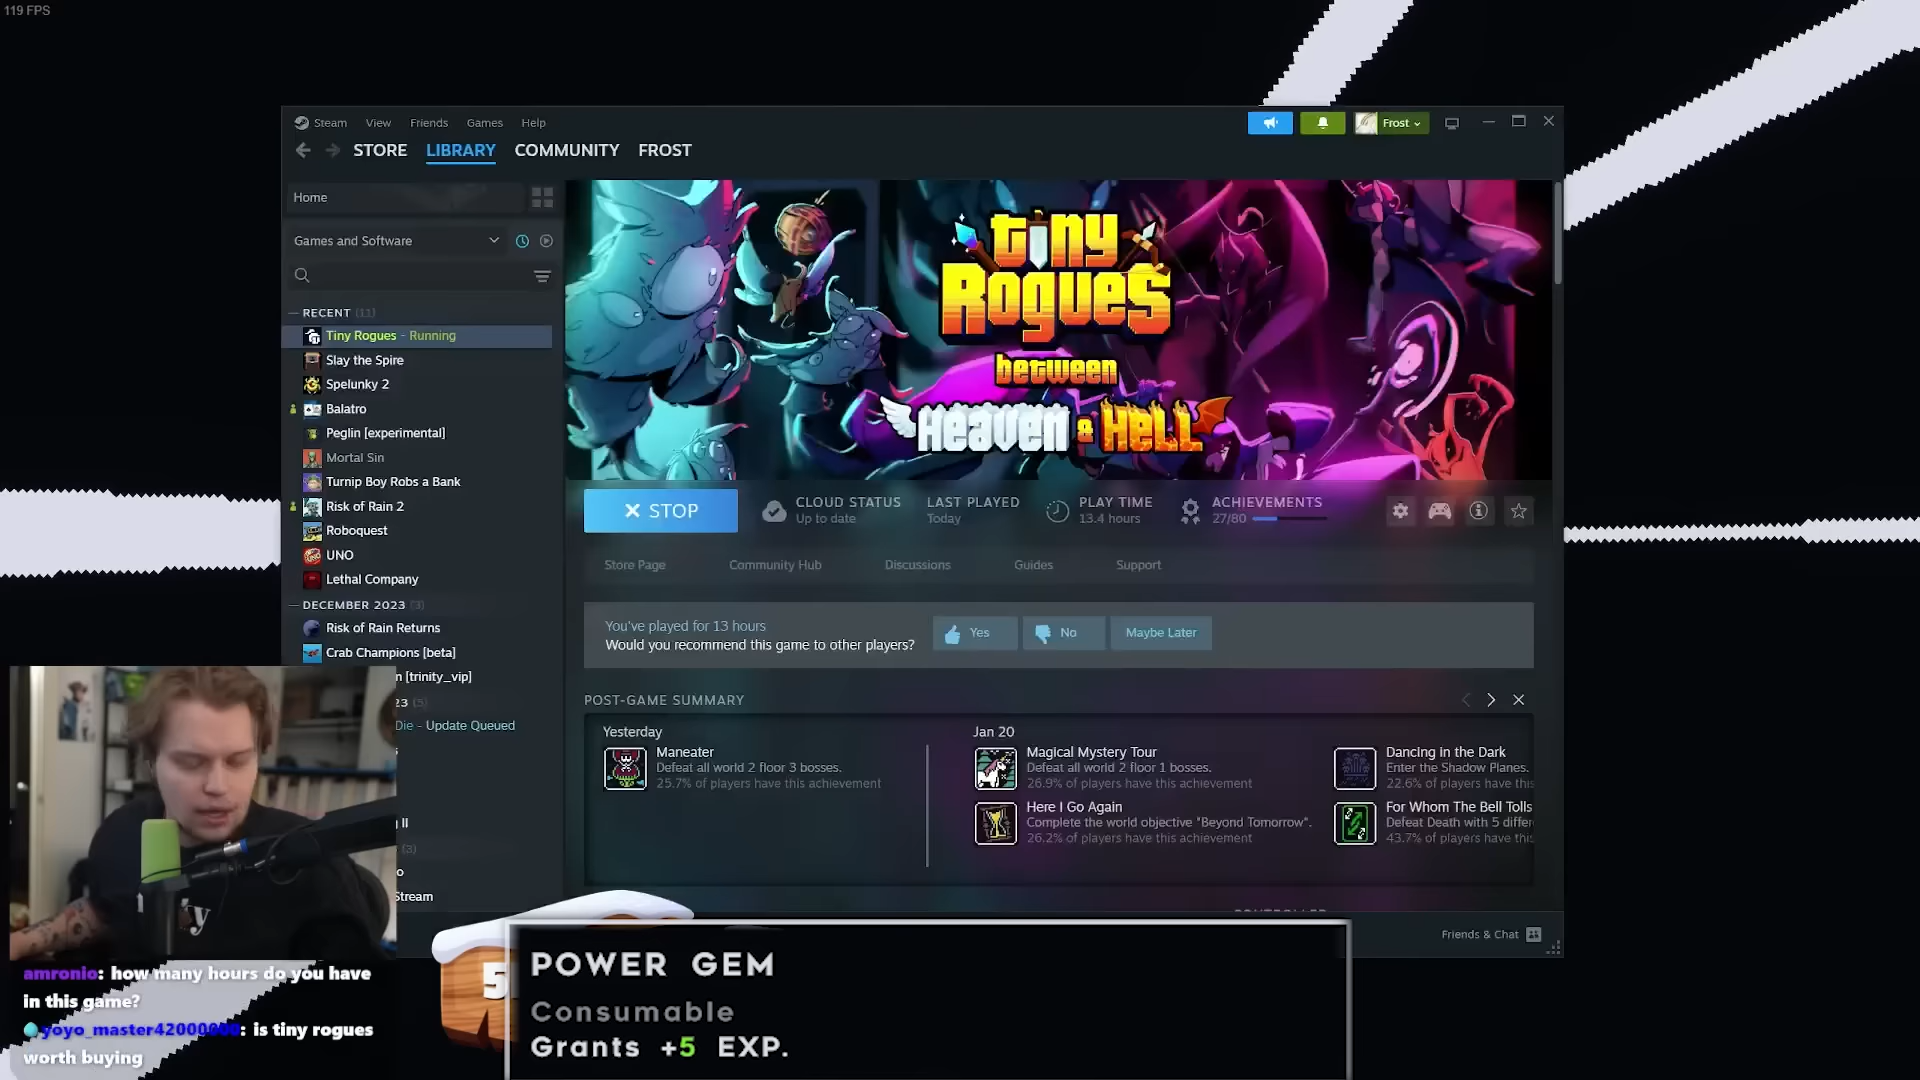 119 FPS
Steam View Friends Games Help
Frost
STORE LIBRARY COMMUNITY FROST
Home
Games and Software
RECENT (11)
Tiny Rogues - Running
Slay the Spire
Spelunky 2
Balatro
Peglin [experimental]
Mortal Sin
Turnip Boy Robs a Bank
Risk of Rain 2
Roboquest
UNO
Lethal Company
DECEMBER 2023 (3)
Risk of Rain Returns
Crab Champions [beta]
n [trinity_vip]
23 (5)
Die - Update Queued
s
g II
(3)
o
Stream
tiny
Rogues
between
HEAVEN & HELL
STOP
CLOUD STATUS
Up to date
LAST PLAYED
Today
PLAY TIME
13.4 hours
ACHIEVEMENTS
27/80
Store Page Community Hub Discussions Guides Support
You've played for 13 hours
Would you recommend this game to other players?
Yes No Maybe Later
POST-GAME SUMMARY
Yesterday
Maneater
Defeat all world 2 floor 3 bosses.
25.7% of players have this achievement
Jan 20
Magical Mystery Tour
Defeat all world 2 floor 1 bosses.
26.9% of players have this achievement
Here I Go Again
Complete the world objective "Beyond Tomorrow".
26.2% of players have this achievement
Dancing in the Dark
Enter the Shadow Planes.
22.6% of players have this
For Whom The Bell Tolls
Defeat Death with 5 differ
43.7% of players have this
Friends & Chat
amronio: how many hours do you have
in this game?
yoyo_master42000000: is tiny rogues
worth buying
5
POWER GEM
Consumable
Grants +5 EXP.